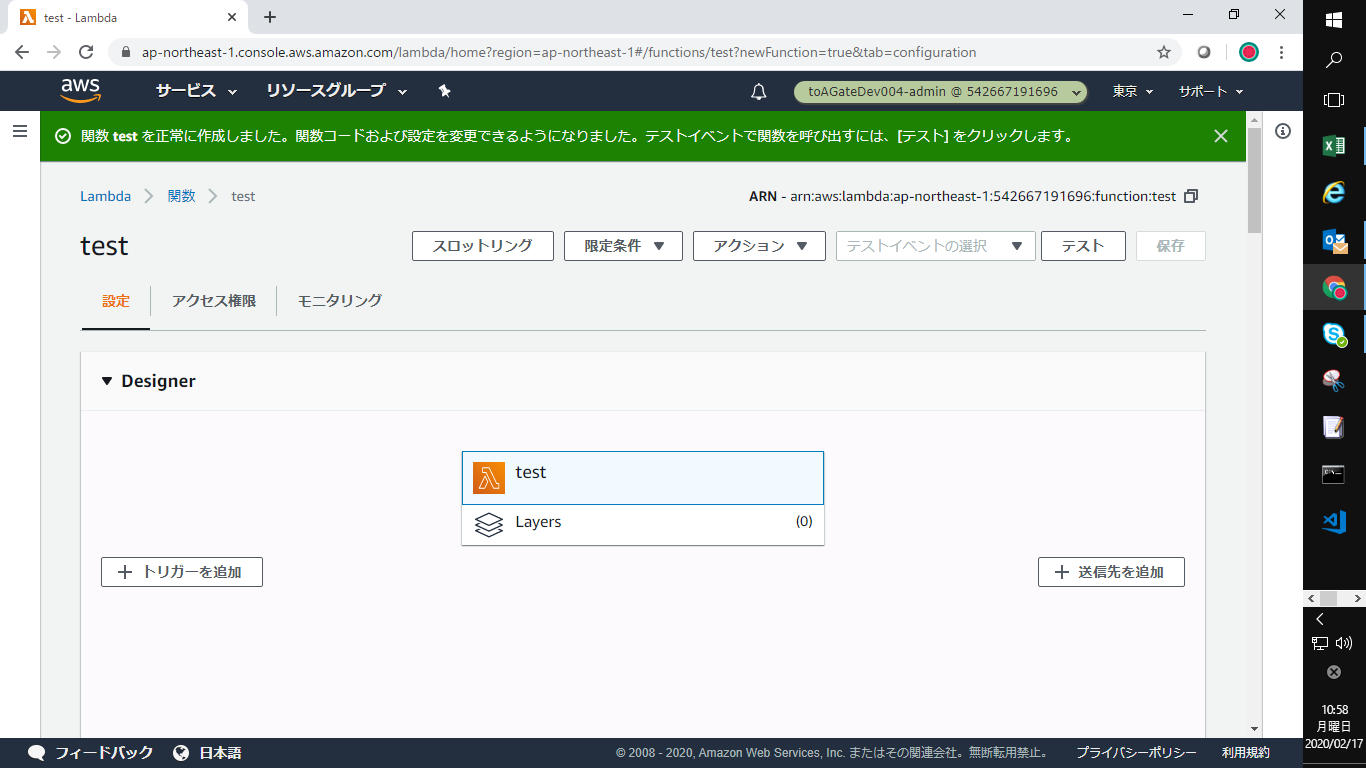 test - Lambda
ap-northeast-1.console.aws.amazon.com/lambda/home?region=ap-northeast-1#/functions/test?newFunction=true&tab=configuration
aws サービス リソースグループ toAGateDev004-admin @ 542667191696 東京 サポート
関数 test を正常に作成しました。関数コードおよび設定を変更できるようになりました。テストイベントで関数を呼び出すには、[テスト] をクリックします。
Lambda 関数 test ARN - arn:aws:lambda:ap-northeast-1:542667191696:function:test
test スロットリング 限定条件 アクション テストイベントの選択 テスト 保存
設定 アクセス権限 モニタリング
Designer
test
Layers (0)
トリガーを追加 送信先を追加
フィードバック 日本語 © 2008 - 2020, Amazon Web Services, Inc. またはその関連会社。無断転用禁止。 プライバシーポリシー 利用規約
10:58
月曜日
2020/02/17